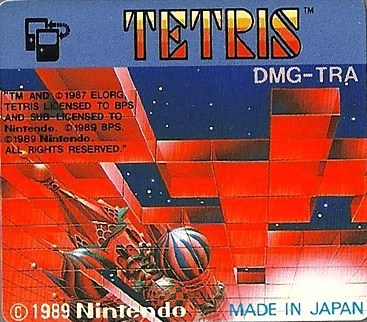 TETRIS™
DMG-TRA
"TM AND ©1987 ELORG,
TETRIS LICENSED TO BPS
AND SUB-LICENSED TO
Nintendo. ©1989 BPS.
©1989 Nintendo.
ALL RIGHTS RESERVED."
©1989 Nintendo MADE IN JAPAN